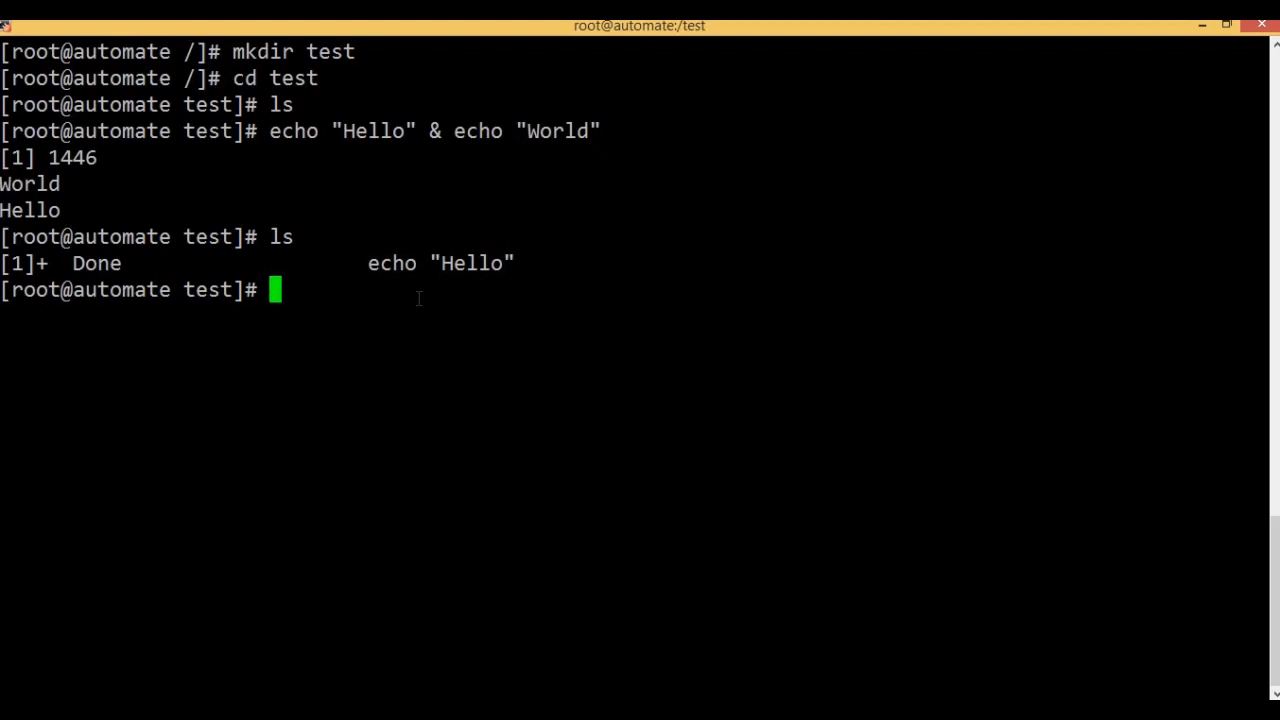 root@automate:/test
[root@automate /]# mkdir test
[root@automate /]# cd test
[root@automate test]# ls
[root@automate test]# echo "Hello" & echo "World"
[1] 1446
World
Hello
[root@automate test]# ls
[1]+  Done                    echo "Hello"
[root@automate test]#